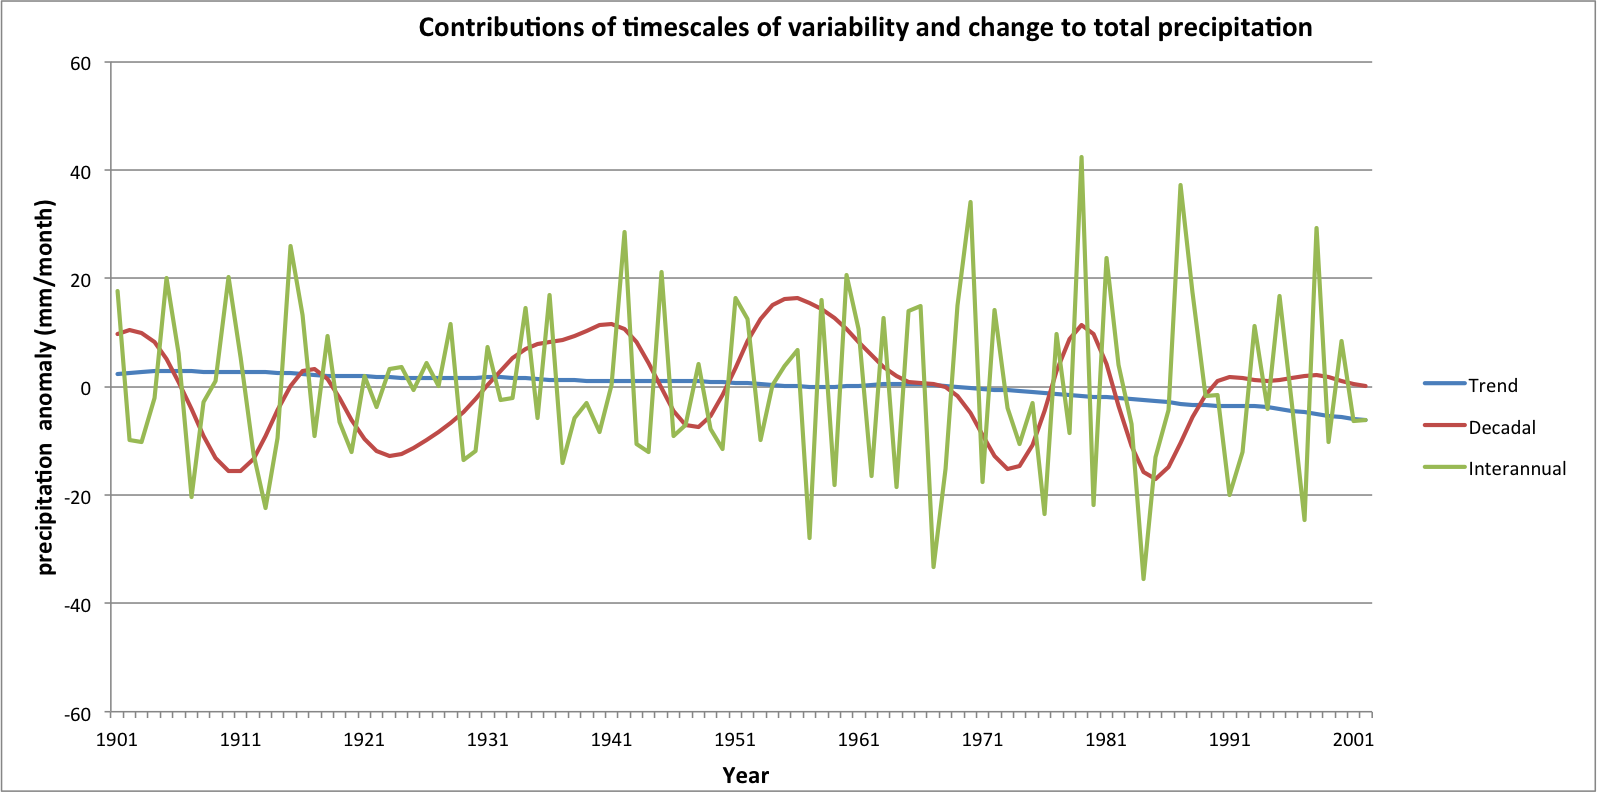 Contributions of timescales of variability and change to total precipitation
60
40
20
0
-20
-40
-60
precipitation anomaly (mm/month)
1901 1911 1921 1931 1941 1951 1961 1971 1981 1991 2001
Year
Trend
Decadal
Interannual